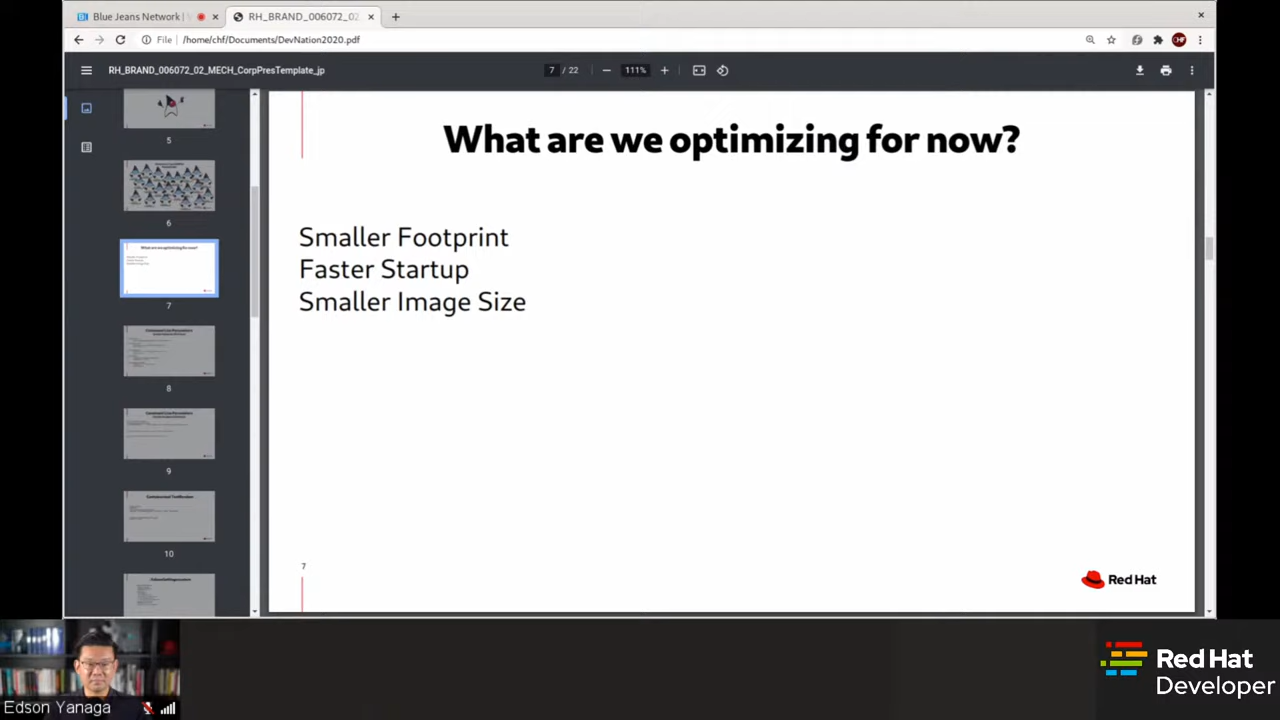 Blue Jeans Network |
RH_BRAND_006072_02
File
/home/chf/Documents/DevNation2020.pdf
CHF
RH_BRAND_006072_02_MECH_CorpPresTemplate_jp
7 / 22
111%
5
6
7
8
9
10
What are we optimizing for now?
Smaller Footprint
Faster Startup
Smaller Image Size
7
Red Hat
Edson Yanaga
Red Hat
Developer